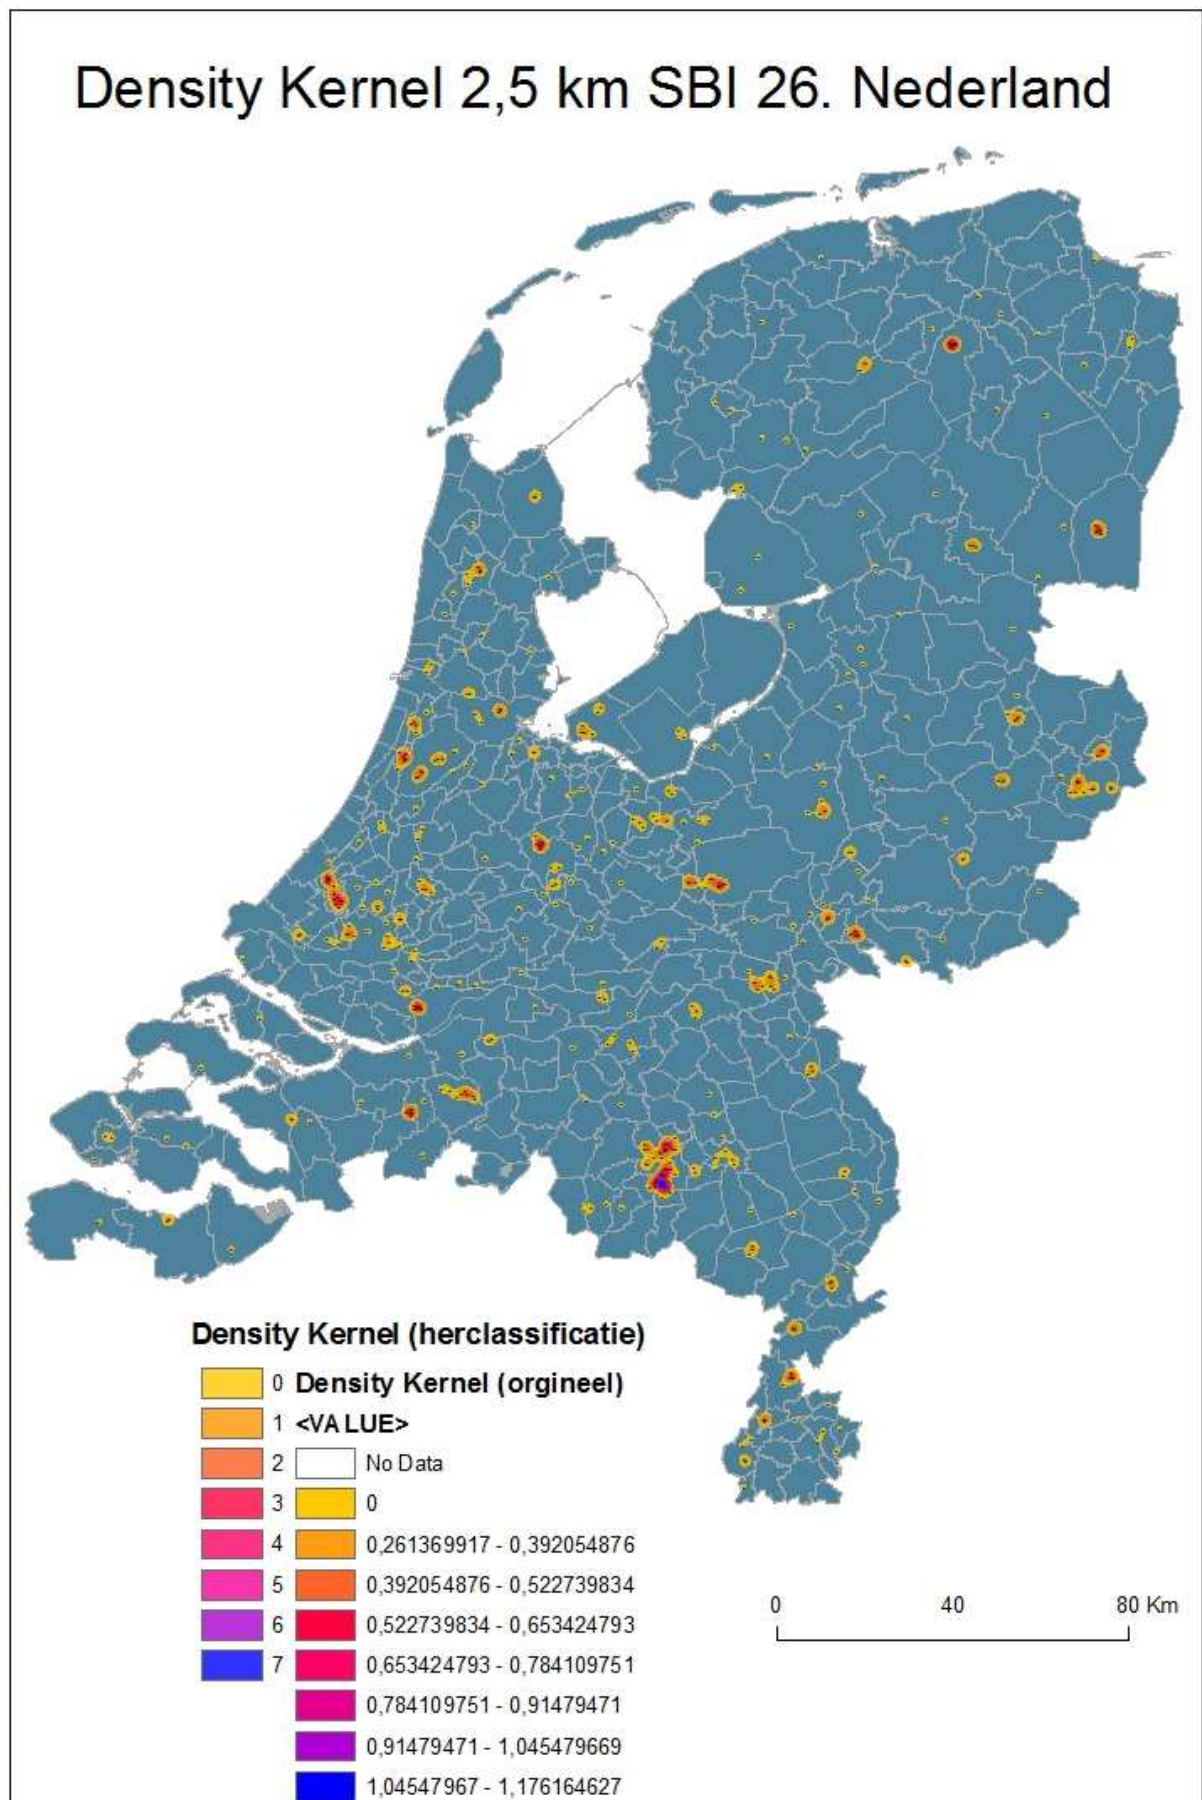 Density Kernel 2,5 km SBI 26. Nederland
Density Kernel (herclassificatie)
0 Density Kernel (orgineel)
1 <VALUE>
2 No Data
3 0
4 0,261369917 - 0,392054876
5 0,392054876 - 0,522739834
6 0,522739834 - 0,653424793
7 0,653424793 - 0,784109751
0,784109751 - 0,91479471
0,91479471 - 1,045479669
1,04547967 - 1,176164627
0 40 80 Km